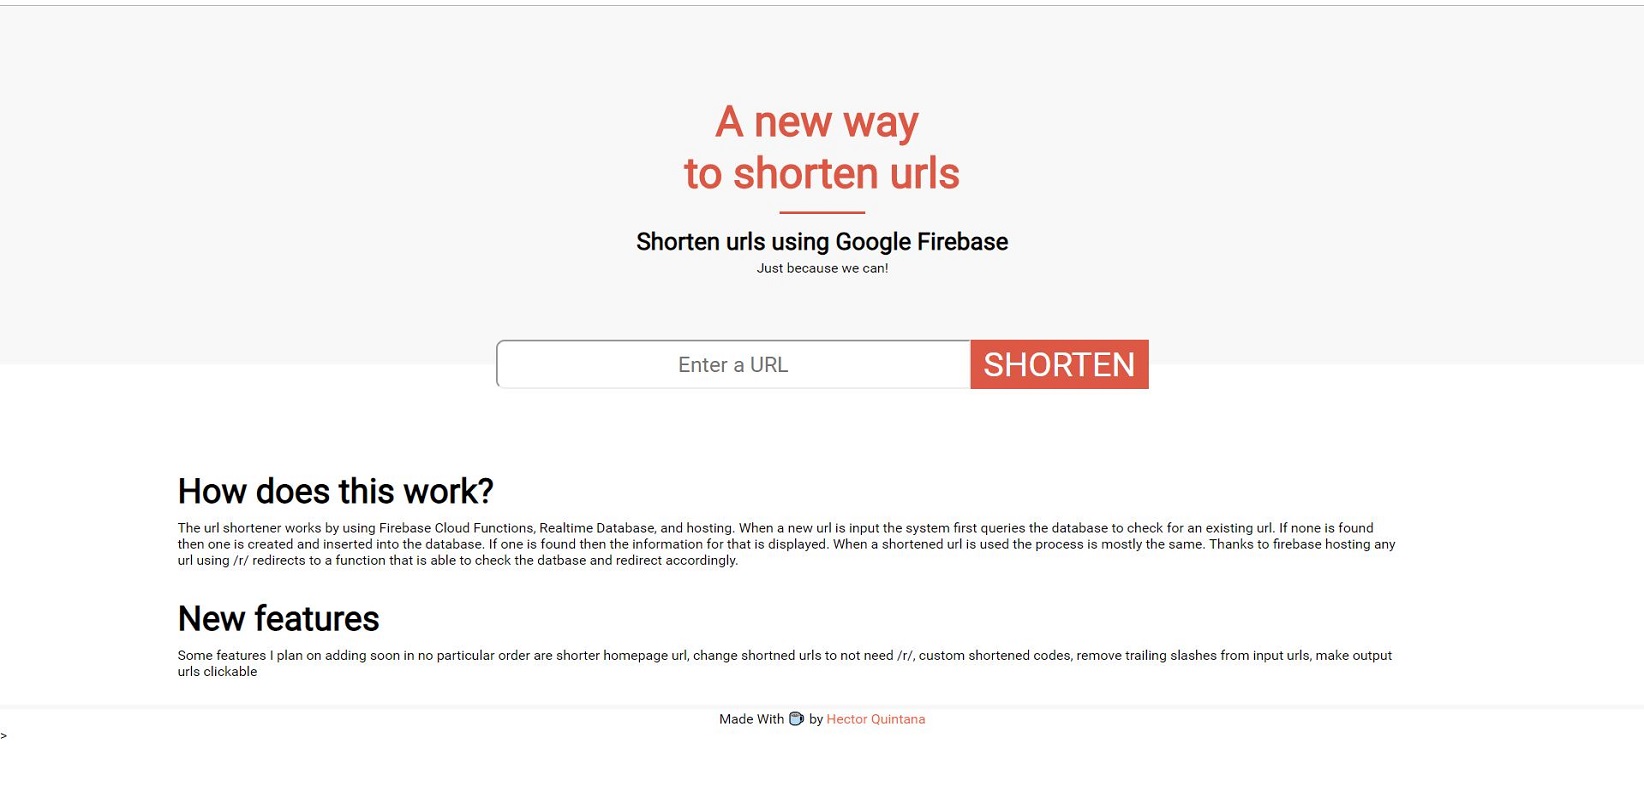 A new way
to shorten urls
Shorten urls using Google Firebase
Just because we can!
Enter a URL
SHORTEN
How does this work?
The url shortener works by using Firebase Cloud Functions, Realtime Database, and hosting. When a new url is input the system first queries the database to check for an existing url. If none is found
then one is created and inserted into the database. If one is found then the information for that is displayed. When a shortened url is used the process is mostly the same. Thanks to firebase hosting any
url using /r/ redirects to a function that is able to check the datbase and redirect accordingly.
New features
Some features I plan on adding soon in no particular order are shorter homepage url, change shortned urls to not need /r/, custom shortened codes, remove trailing slashes from input urls, make output
urls clickable
Made With by Hector Quintana
>